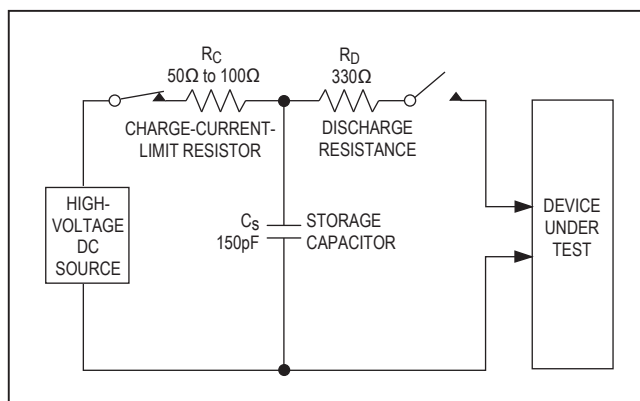 R_C
50Ω to 100Ω
CHARGE-CURRENT-
LIMIT RESISTOR
R_D
330Ω
DISCHARGE
RESISTANCE
HIGH-
VOLTAGE
DC
SOURCE
C_S
150pF
STORAGE
CAPACITOR
DEVICE
UNDER
TEST